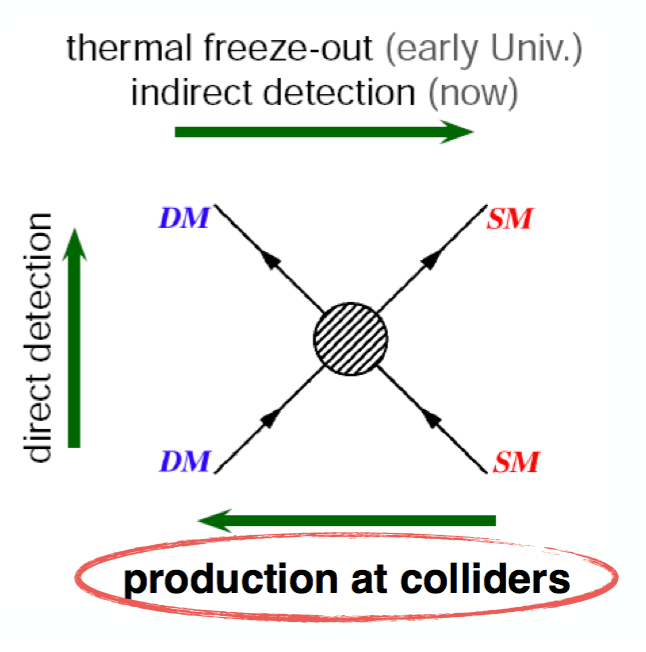 thermal freeze-out (early Univ.)
indirect detection (now)
direct detection
DM
SM
DM
SM
production at colliders